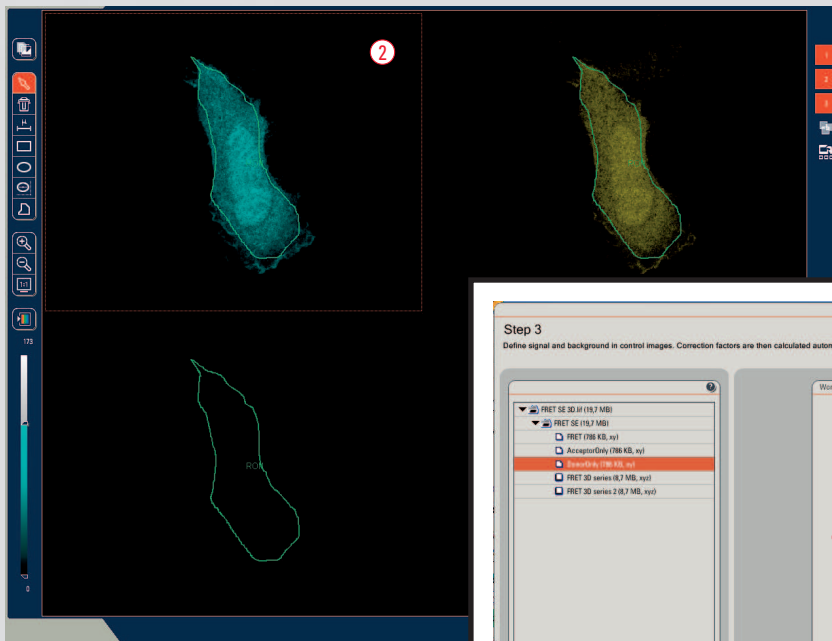 2
1
2
3
1:1
173
0
ROI
Step 3
Define signal and background in control images. Correction factors are then calculated autom
Wor
FRET SE 3D.lif (19,7 MB)
FRET SE (19,7 MB)
FRET (786 KB, xy)
AcceptorOnly (786 KB, xy)
DonorOnly (786 KB, xy)
FRET 3D series (8,7 MB, xyz)
FRET 3D series 2 (8,7 MB, xyz)